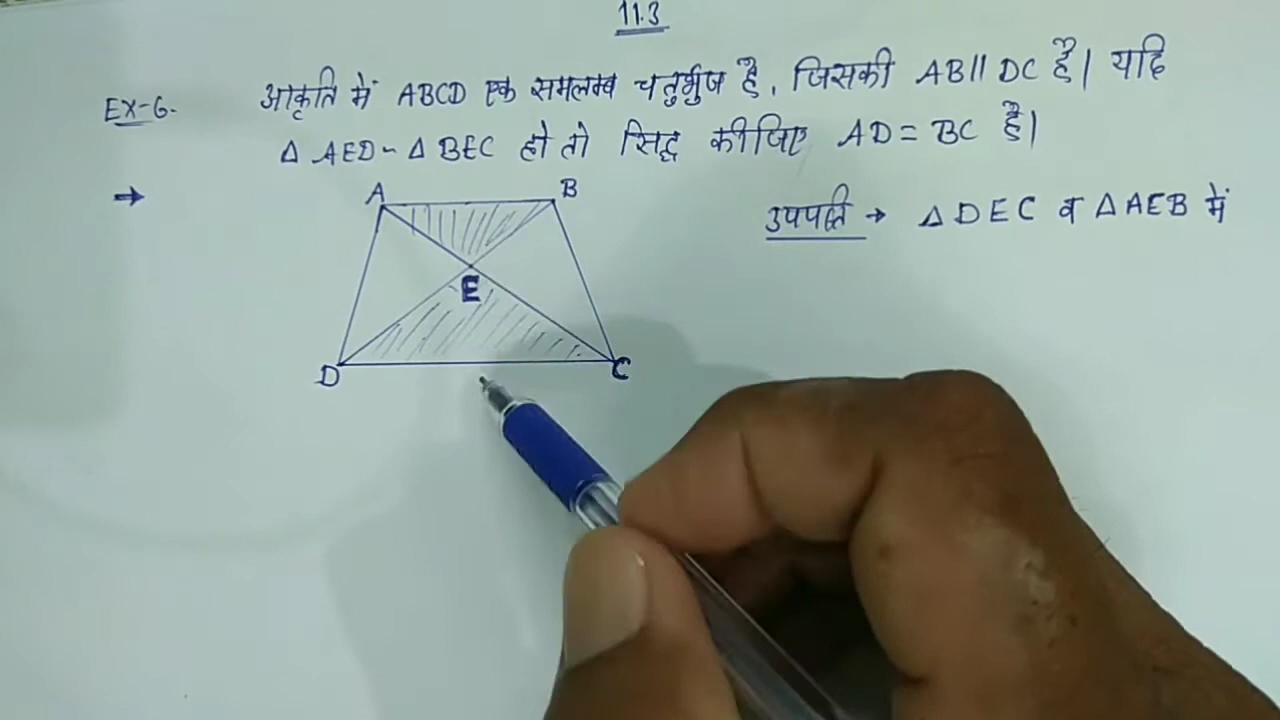 11.3
EX-6. आकृति में ABCD एक समलम्ब चतुर्भुज है, जिसकी AB॥DC है। यदि
Δ AED ~ Δ BEC हो तो सिद्ध कीजिए AD = BC है।
→ A B
उपपत्ति → Δ DEC व Δ AEB में
E
D C